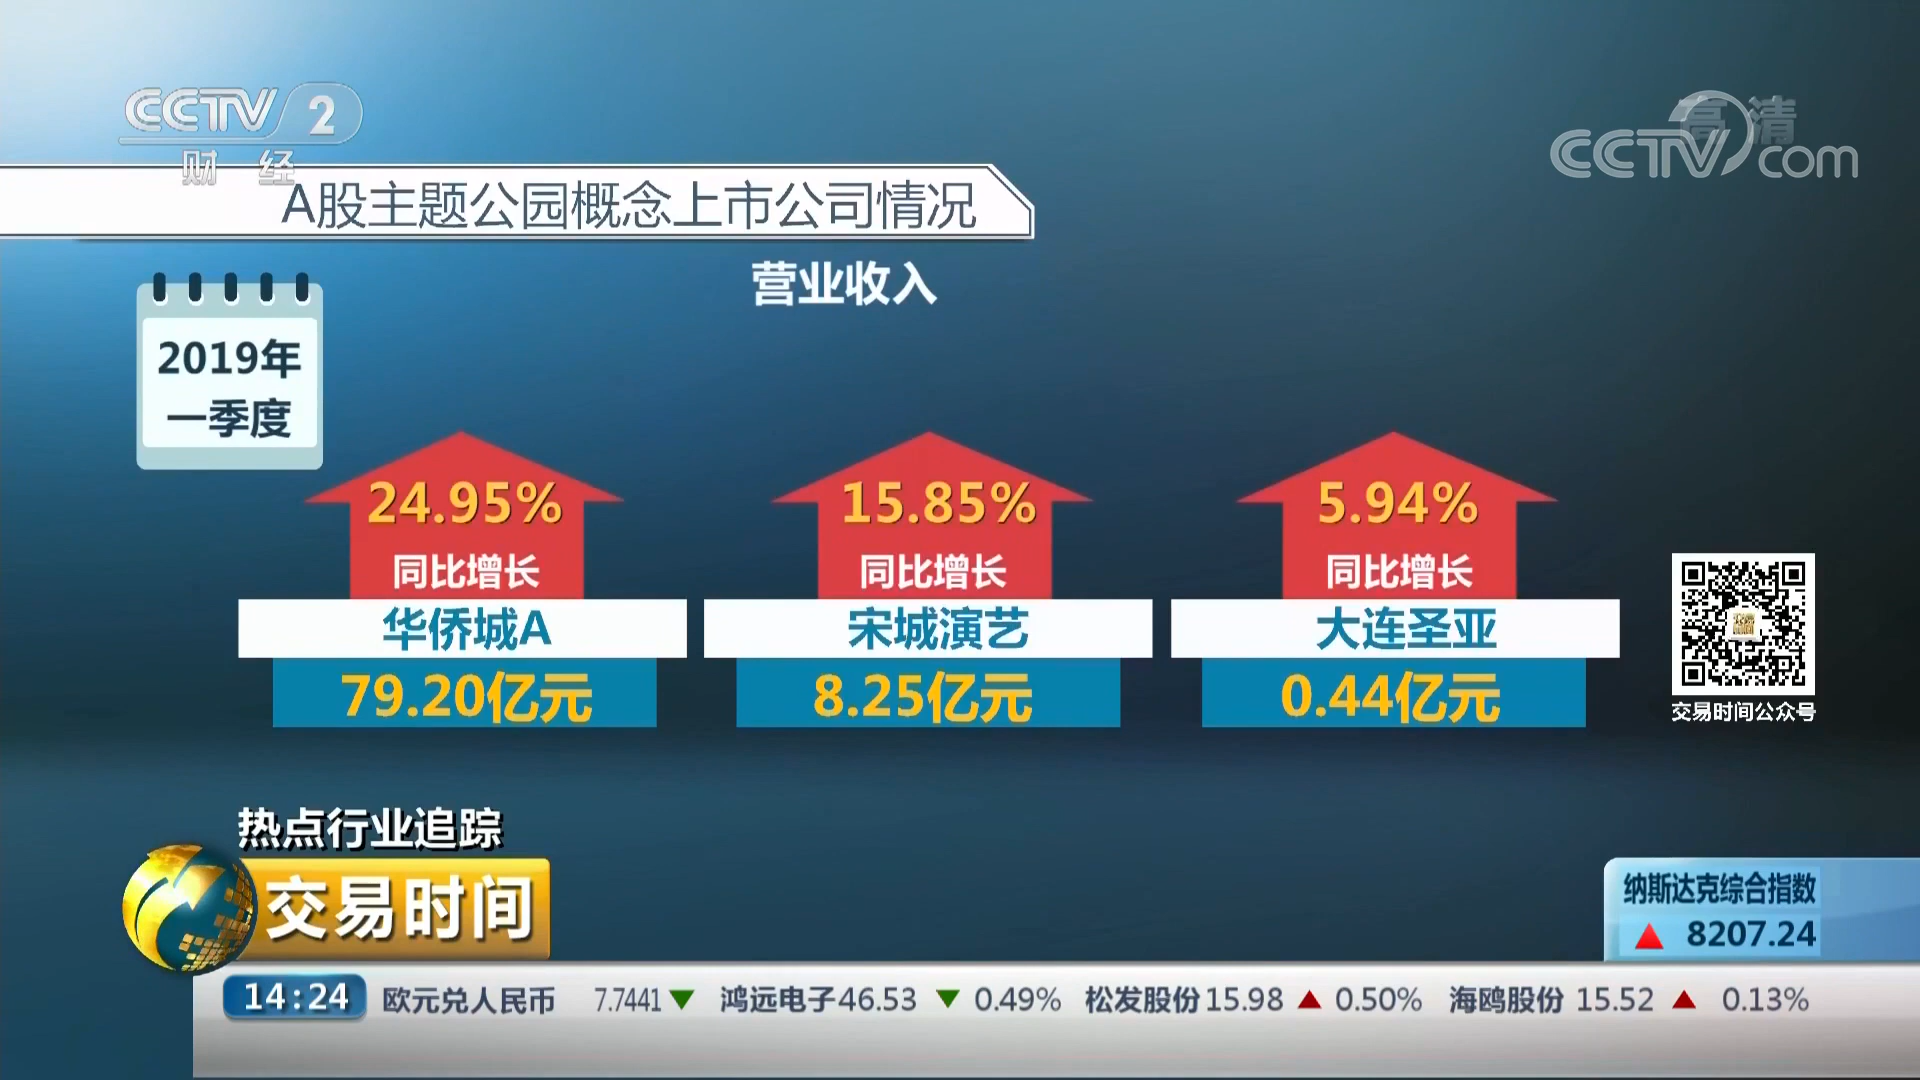 CCTV 2
财 经
高清
CCTV com
A股主题公园概念上市公司情况
营业收入
2019年
一季度
24.95%
同比增长
华侨城A
79.20亿元
15.85%
同比增长
宋城演艺
8.25亿元
5.94%
同比增长
大连圣亚
0.44亿元
交易时间公众号
热点行业追踪
交易时间
纳斯达克综合指数
▲ 8207.24
14:24 欧元兑人民币 7.7441▼ 鸿远电子46.53 ▼ 0.49% 松发股份15.98 ▲ 0.50% 海鸥股份 15.52 ▲ 0.13%